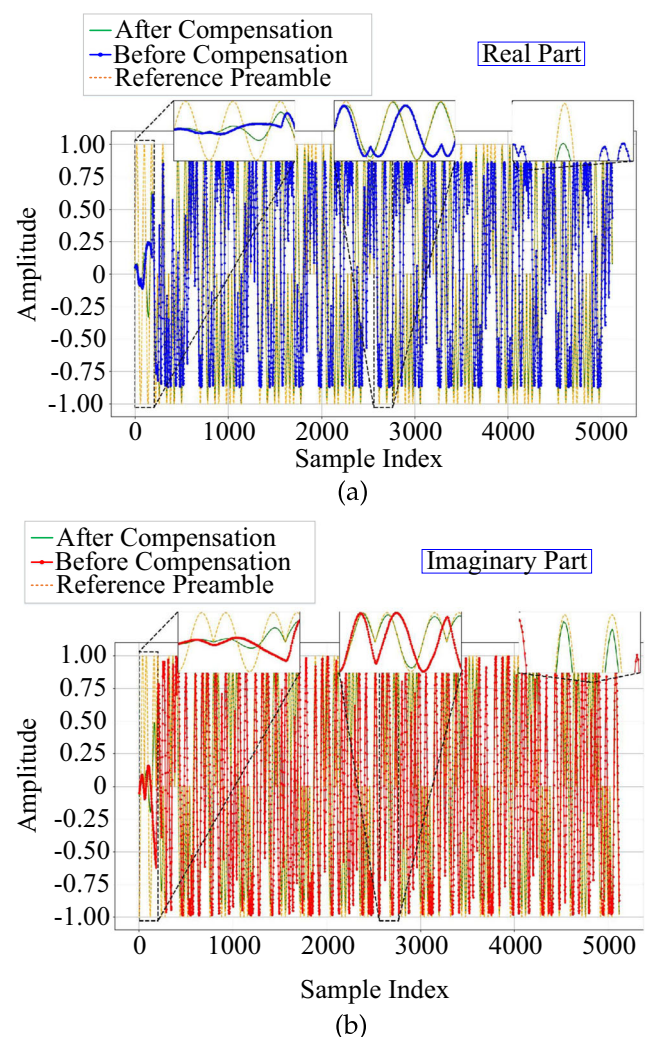 After Compensation
Before Compensation
Reference Preamble
Real Part
1.00
0.75
0.50
0.25
0
-0.25
-0.50
-0.75
-1.00
Amplitude
0 1000 2000 3000 4000 5000
Sample Index
(a)
After Compensation
Before Compensation
Reference Preamble
Imaginary Part
1.00
0.75
0.50
0.25
0
-0.25
-0.50
-0.75
-1.00
Amplitude
0 1000 2000 3000 4000 5000
Sample Index
(b)